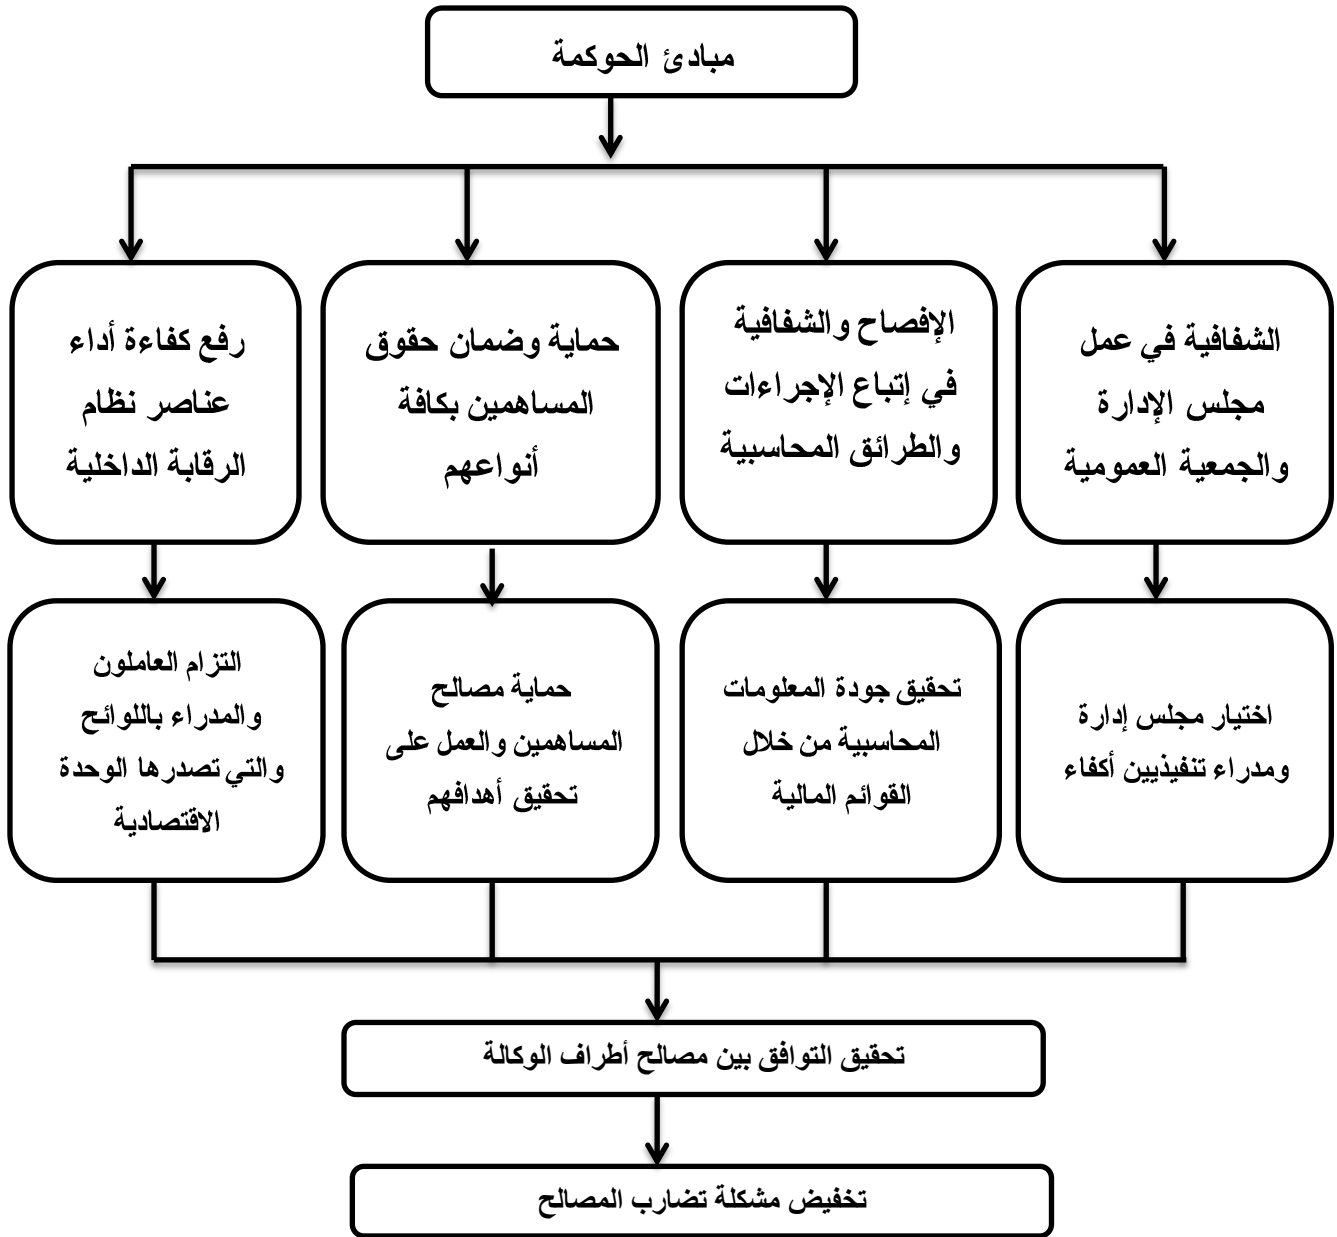 مبادئ الحوكمة
الشفافية في عمل
مجلس الإدارة
والجمعية العمومية
الإفصاح والشفافية
في إتباع الإجراءات
والطرائق المحاسبية
حماية وضمان حقوق
المساهمين بكافة
أنواعهم
رفع كفاءة أداء
عناصر نظام
الرقابة الداخلية
اختيار مجلس إدارة
ومدراء تنفيذيين أكفاء
تحقيق جودة المعلومات
المحاسبية من خلال
القوائم المالية
حماية مصالح
المساهمين والعمل على
تحقيق أهدافهم
التزام العاملون
والمدراء باللوائح
والتي تصدرها الوحدة
الاقتصادية
تحقيق التوافق بين مصالح أطراف الوكالة
تخفيض مشكلة تضارب المصالح